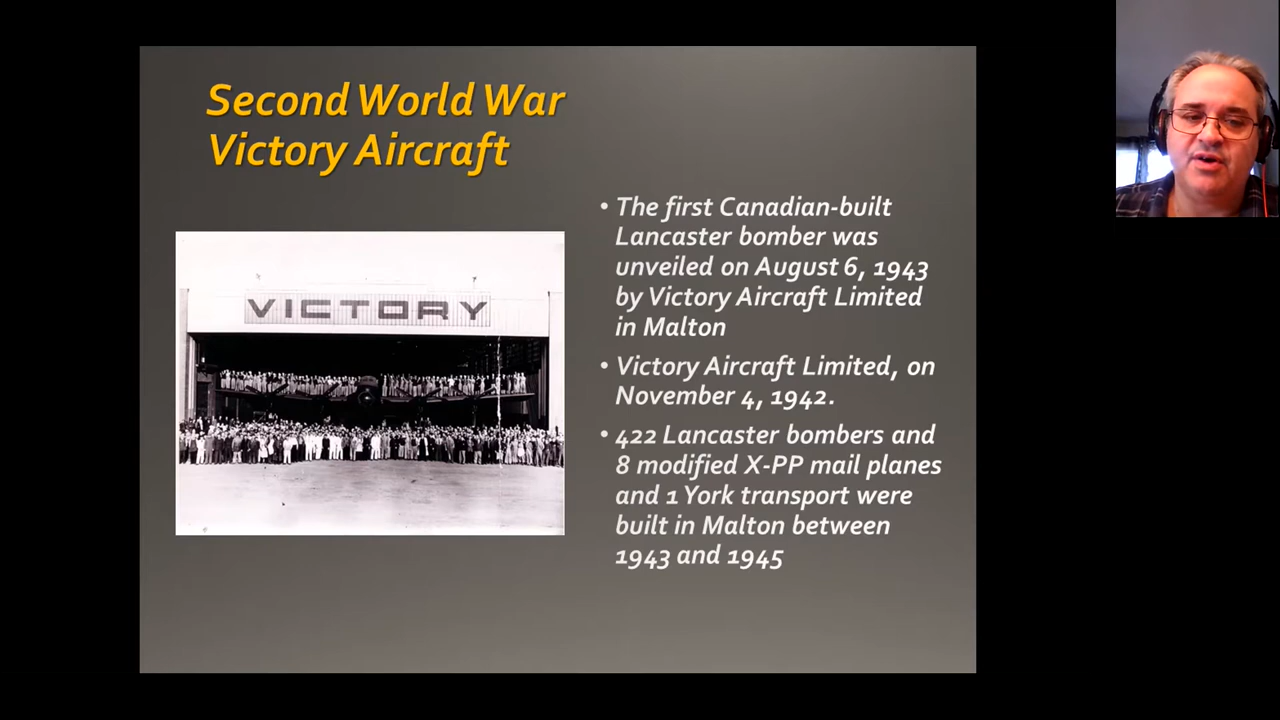 Second World War
Victory Aircraft
VICTORY
• The first Canadian-built
Lancaster bomber was
unveiled on August 6, 1943
by Victory Aircraft Limited
in Malton
• Victory Aircraft Limited, on
November 4, 1942.
• 422 Lancaster bombers and
8 modified X-PP mail planes
and 1 York transport were
built in Malton between
1943 and 1945